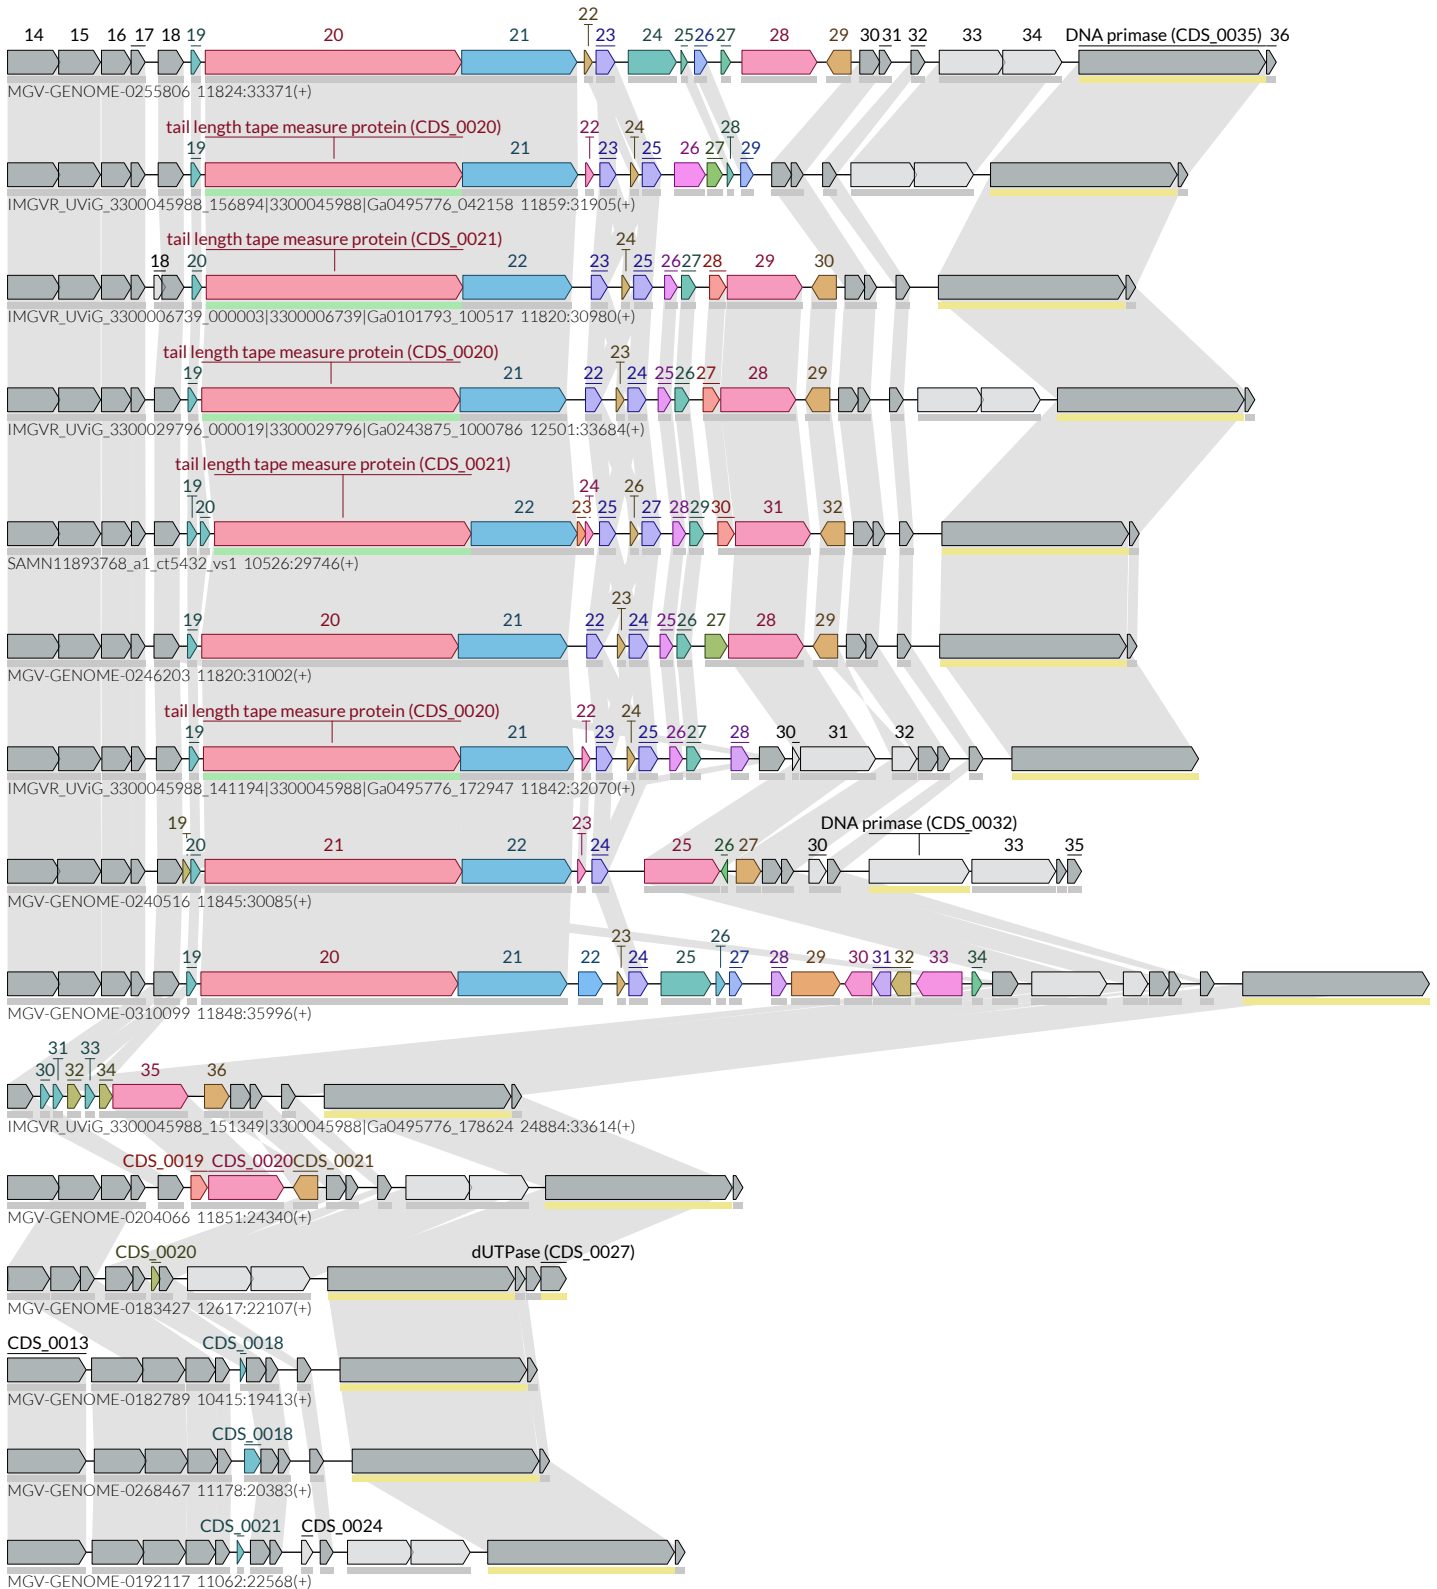 22
14 15 16 17 18 19 20 21 23 24 25 26 27 28 29 30 31 32 33 34 DNA primase (CDS_0035) 36
MGV-GENOME-0255806 11824:33371(+)
tail length tape measure protein (CDS_0020) 22 24 28
19 21 23 25 26 27 29
IMGVR_UViG_3300045988_156894|3300045988|Ga0495776_042158 11859:31905(+)
tail length tape measure protein (CDS_0021) 24
18 20 22 23 25 26 27 28 29 30
IMGVR_UViG_3300006739_000003|3300006739|Ga0101793_100517 11820:30980(+)
tail length tape measure protein (CDS_0020) 23
19 21 22 24 25 26 27 28 29
IMGVR_UViG_3300029796_000019|3300029796|Ga0243875_1000786 12501:33684(+)
tail length tape measure protein (CDS_0021)
19 24 26
20 22 23 25 27 28 29 30 31 32
SAMN11893768_a1_ct5432_vs1 10526:29746(+)
23
19 20 21 22 24 25 26 27 28 29
MGV-GENOME-0246203 11820:31002(+)
tail length tape measure protein (CDS_0020) 22 24
19 21 23 25 26 27 28 30 31 32
IMGVR_UViG_3300045988_141194|3300045988|Ga0495776_172947 11842:32070(+)
19 23 DNA primase (CDS_0032)
20 21 22 24 25 26 27 30 33 35
MGV-GENOME-0240516 11845:30085(+)
23 26
19 20 21 22 24 25 27 28 29 30 31 32 33 34
MGV-GENOME-0310099 11848:35996(+)
31 33
30 32 34 35 36
IMGVR_UViG_3300045988_151349|3300045988|Ga0495776_178624 24884:33614(+)
CDS_0019 CDS_0020 CDS_0021
MGV-GENOME-0204066 11851:24340(+)
CDS_0020 dUTPase (CDS_0027)
MGV-GENOME-0183427 12617:22107(+)
CDS_0013 CDS_0018
MGV-GENOME-0182789 10415:19413(+)
CDS_0018
MGV-GENOME-0268467 11178:20383(+)
CDS_0021 CDS_0024
MGV-GENOME-0192117 11062:22568(+)